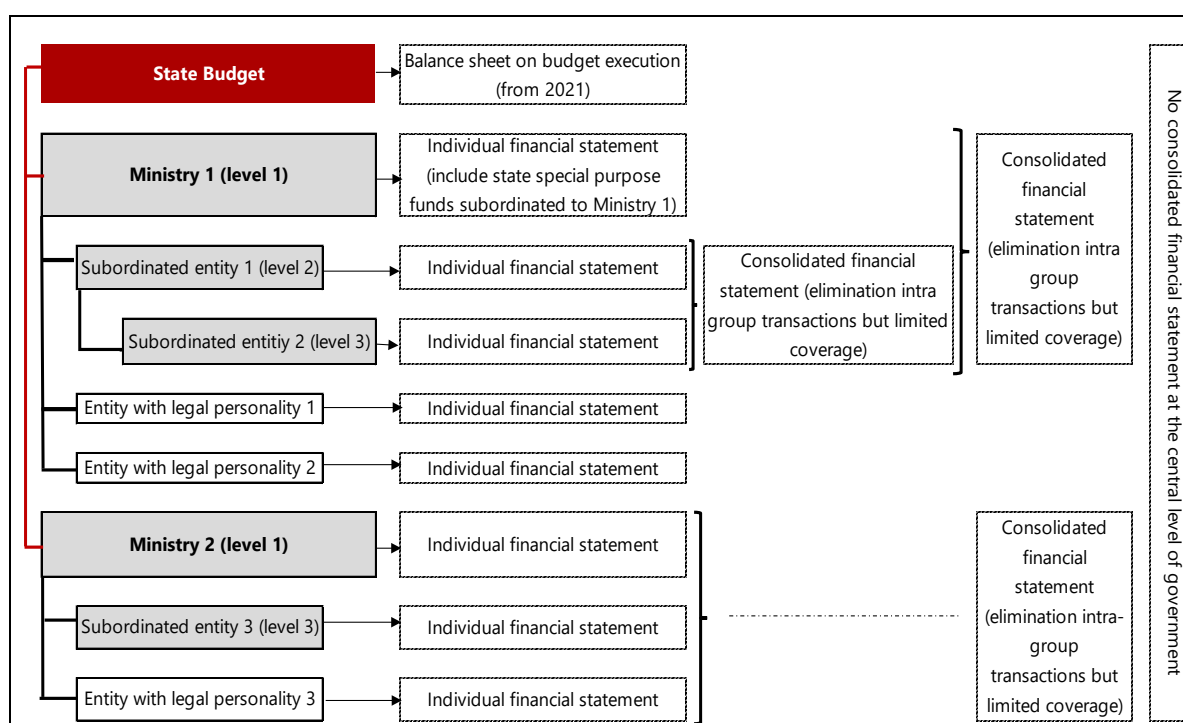 State Budget
Balance sheet on budget execution
(from 2021)
Ministry 1 (level 1)
Individual financial statement
(include state special purpose
funds subordinated to Ministry 1)
Subordinated entity 1 (level 2)
Individual financial statement
Subordinated entitiy 2 (level 3)
Individual financial statement
Consolidated financial
statement (elimination intra
group transactions but limited
coverage)
Consolidated
financial
statement
(elimination intra
group
transactions but
limited coverage)
Entity with legal personality 1
Individual financial statement
Entity with legal personality 2
Individual financial statement
Ministry 2 (level 1)
Individual financial statement
Subordinated entity 3 (level 3)
Individual financial statement
Entity with legal personality 3
Individual financial statement
Consolidated
financial
statement
(elimination intra-
group
transactions but
limited coverage)
No consolidated financial statement at the central level of government